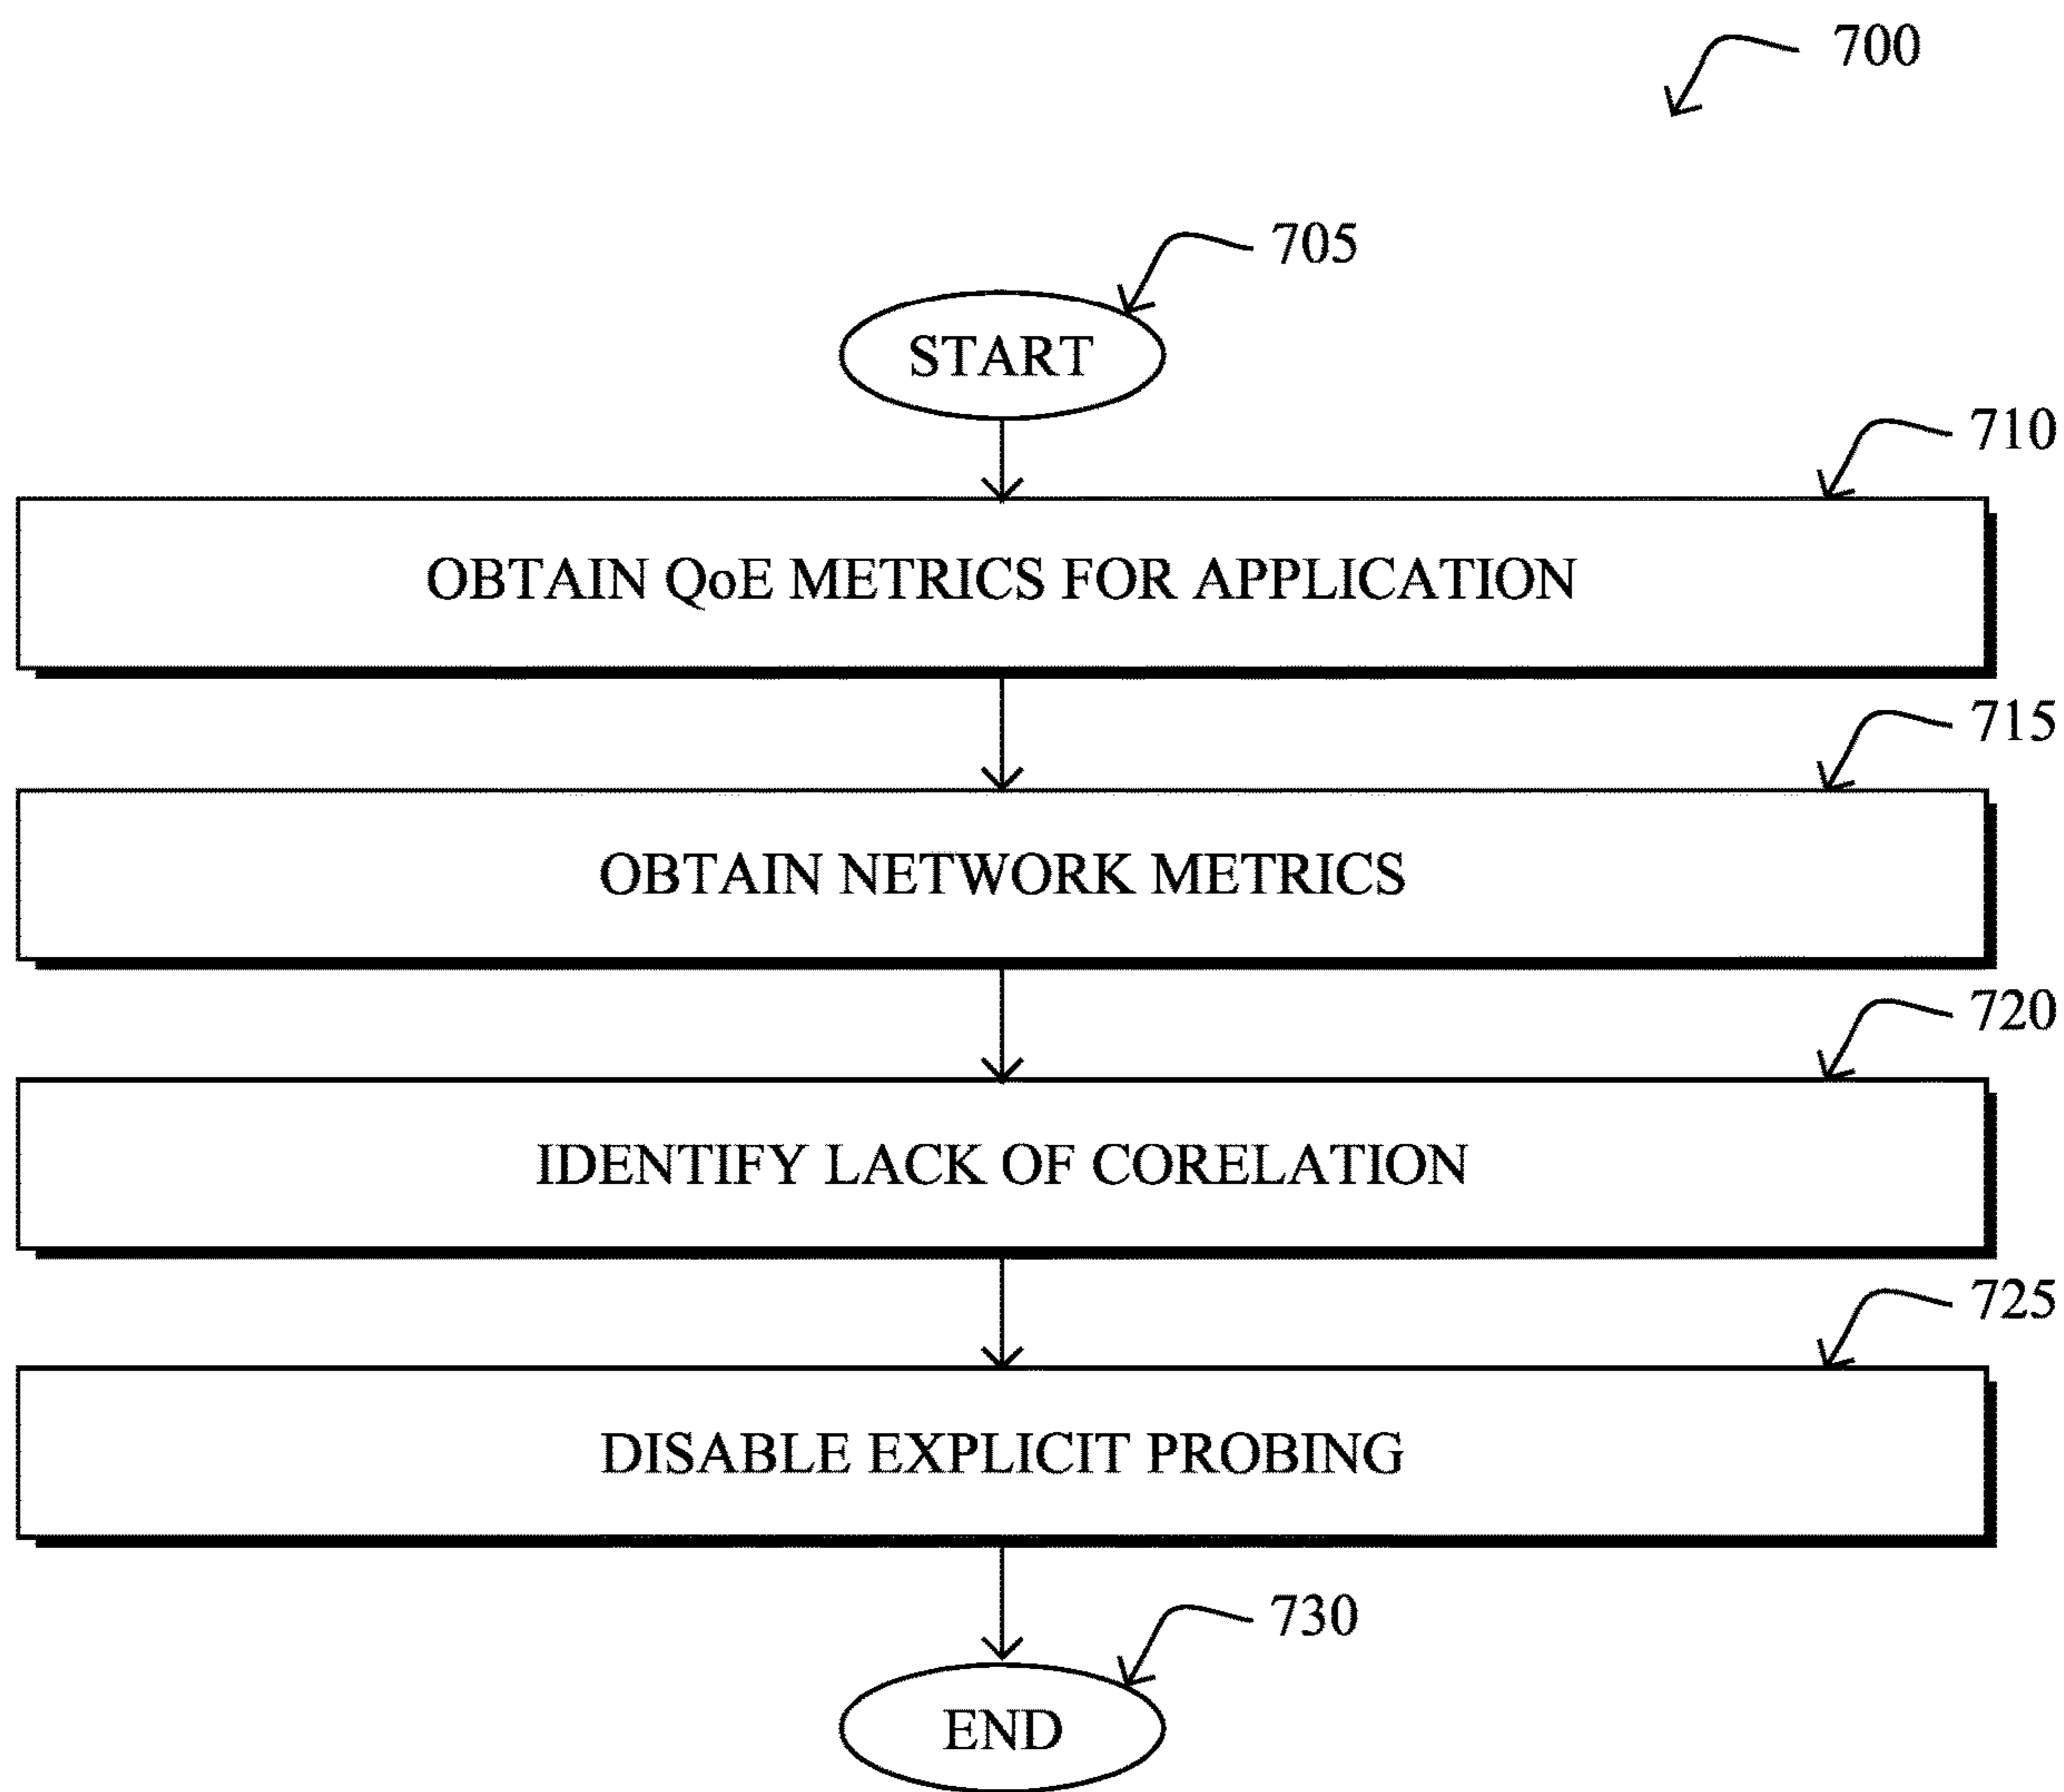 700
705
START
710
OBTAIN QoE METRICS FOR APPLICATION
715
OBTAIN NETWORK METRICS
720
IDENTIFY LACK OF CORELATION
725
DISABLE EXPLICIT PROBING
730
END